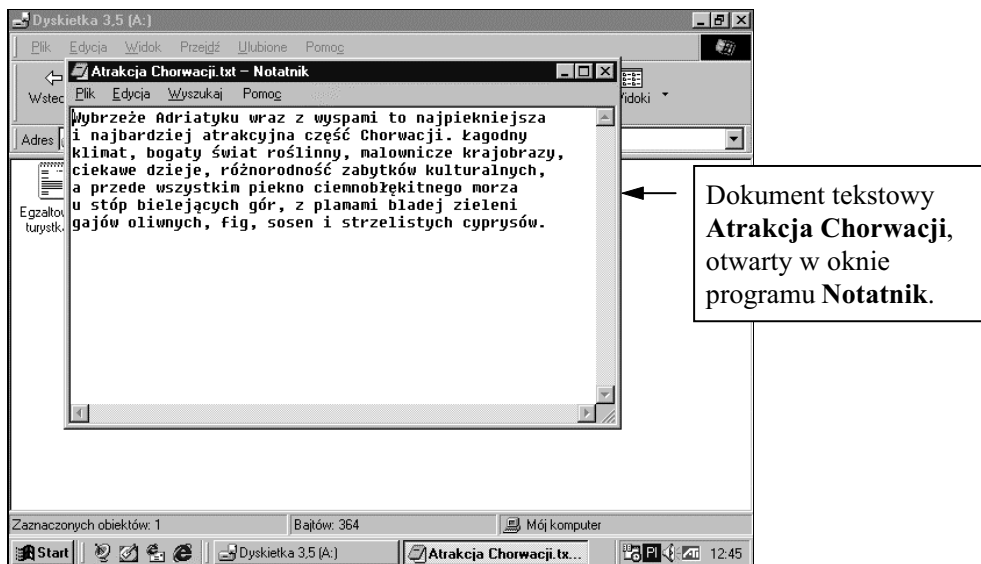 Dyskietka 3,5 (A:)
Plik Edycja Widok Przejdź Ulubione Pomoc
Atrakcja Chorwacji.txt – Notatnik
Plik Edycja Wyszukaj Pomoc
Adres
Wybrzeże Adriatyku wraz z wyspami to najpiekniejsza
i najbardziej atrakcyjna część Chorwacji. Łagodny
klimat, bogaty świat roślinny, malownicze krajobrazy,
ciekawe dzieje, różnorodność zabytków kulturalnych,
a przede wszystkim piekno ciemnobłękitnego morza
u stóp bielejących gór, z plamami bladej zieleni
gajów oliwnych, fig, sosen i strzelistych cyprysów.
Dokument tekstowy
Atrakcja Chorwacji,
otwarty w oknie
programu Notatnik.
Zaznaczonych obiektów: 1 Bajtów: 364 Mój komputer
Start Dyskietka 3,5 (A:) Atrakcja Chorwacji.tx... Pl 12:45